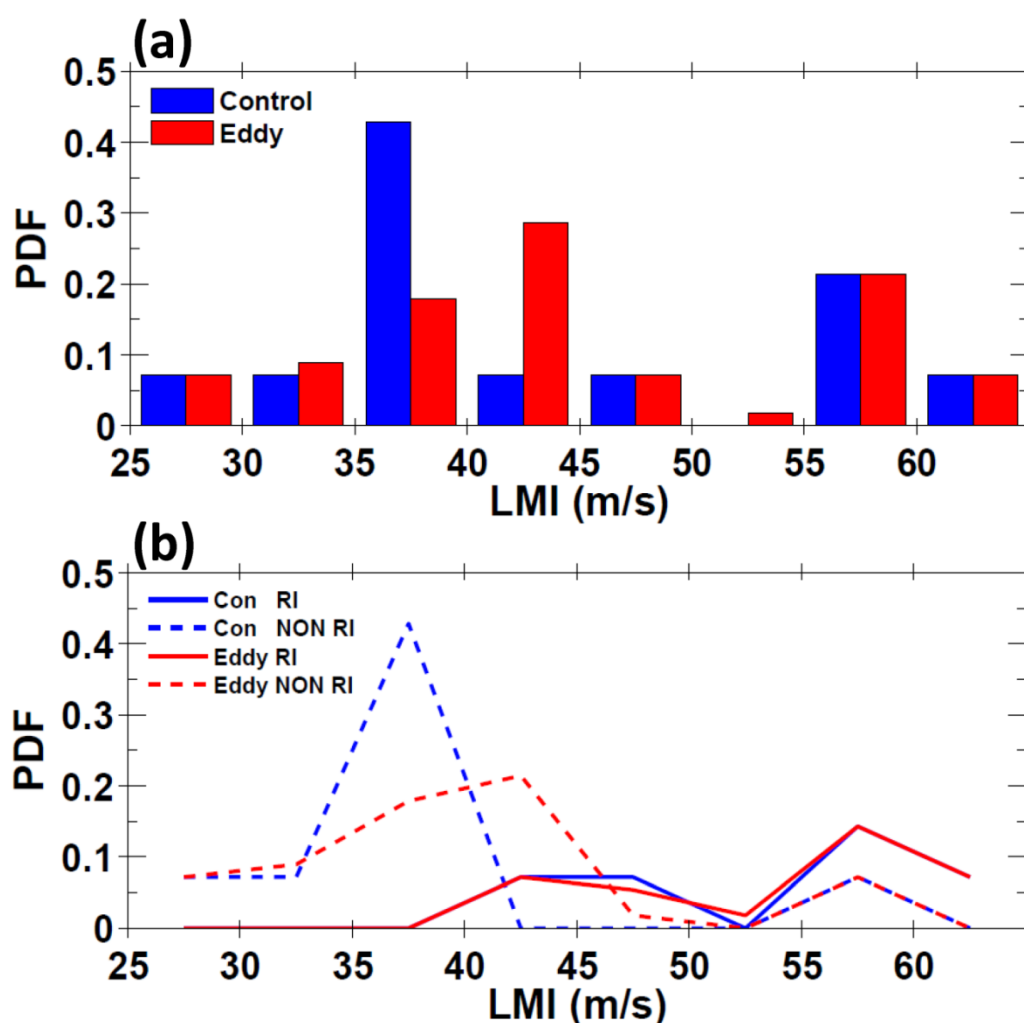 (a)
0.5
0.4
0.3
0.2
0.1
0
PDF
Control
Eddy
25 30 35 40 45 50 55 60
LMI (m/s)
(b)
0.5
0.4
0.3
0.2
0.1
0
PDF
Con RI
Con NON RI
Eddy RI
Eddy NON RI
25 30 35 40 45 50 55 60
LMI (m/s)